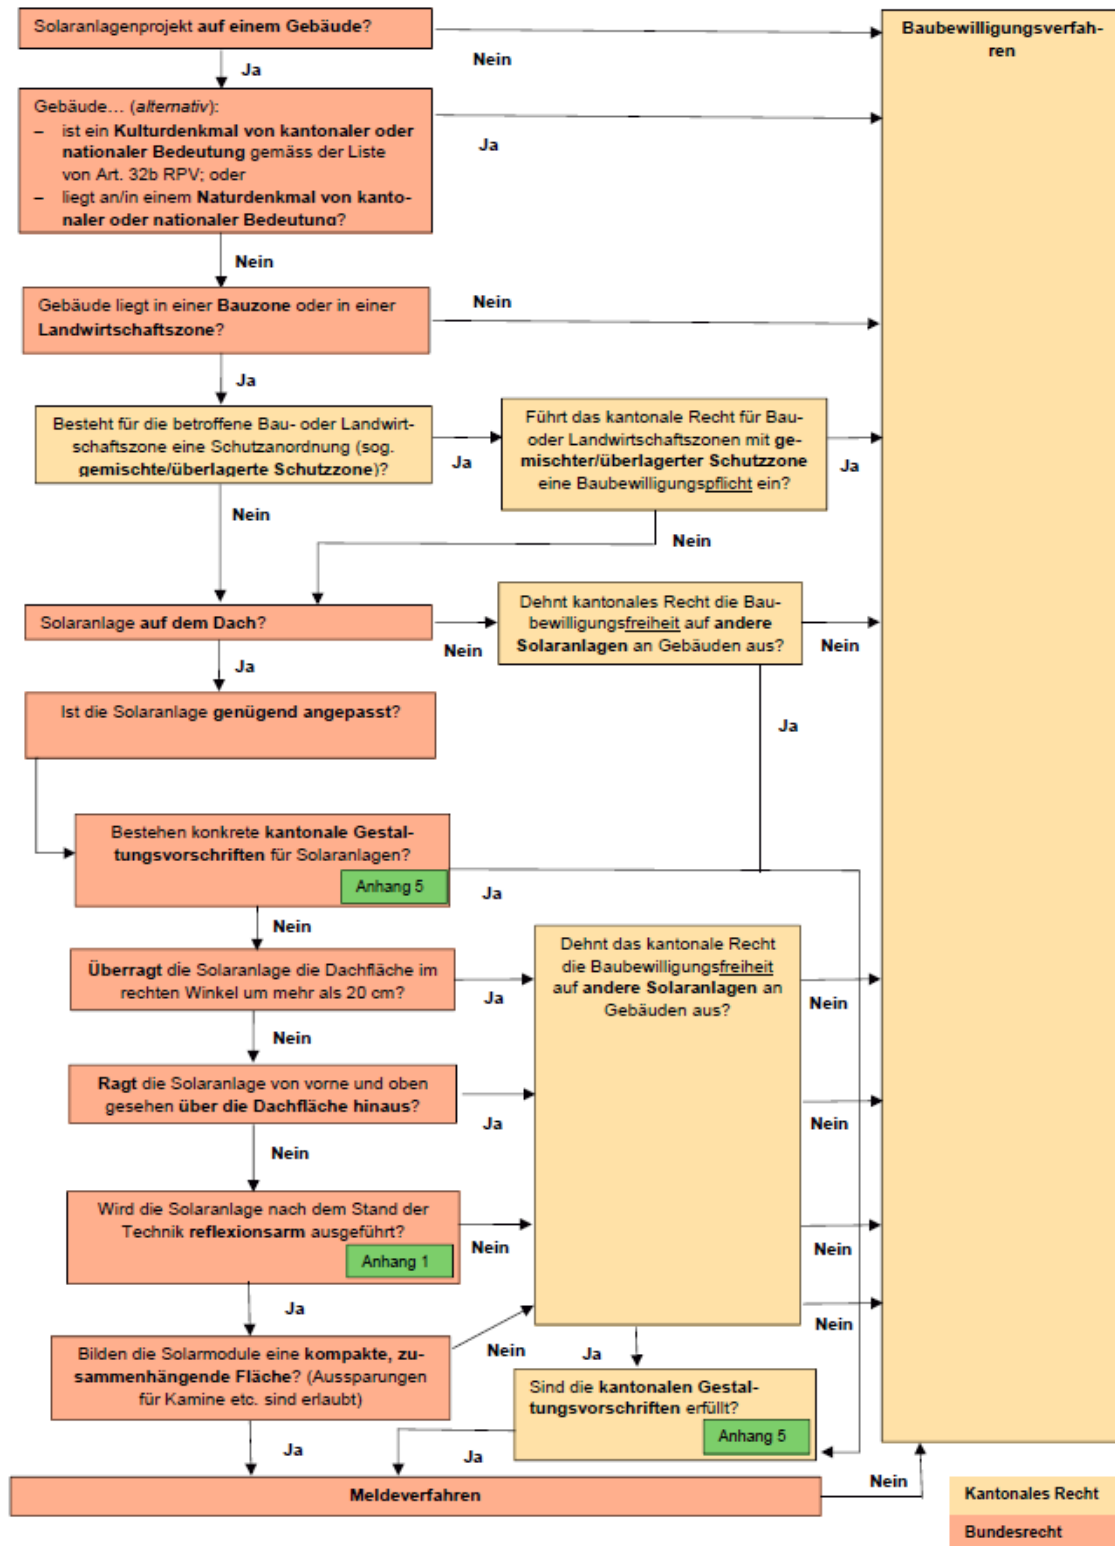 Solaranlagenprojekt auf einem Gebäude?
Nein
Ja
Baubewilligungsverfah-
ren
Gebäude... (alternativ):
– ist ein Kulturdenkmal von kantonaler oder
nationaler Bedeutung gemäss der Liste
von Art. 32b RPV; oder
– liegt an/in einem Naturdenkmal von kanto-
naler oder nationaler Bedeutung?
Ja
Nein
Gebäude liegt in einer Bauzone oder in einer
Landwirtschaftszone?
Nein
Ja
Besteht für die betroffene Bau- oder Landwirt-
schaftszone eine Schutzanordnung (sog.
gemischte/überlagerte Schutzzone)?
Ja
Nein
Führt das kantonale Recht für Bau-
oder Landwirtschaftszonen mit ge-
mischter/überlagerter Schutzzone
eine Baubewilligungspflicht ein?
Ja
Nein
Solaranlage auf dem Dach?
Nein
Ja
Dehnt kantonales Recht die Bau-
bewilligungsfreiheit auf andere
Solaranlagen an Gebäuden aus?
Nein
Ja
Ist die Solaranlage genügend angepasst?
Bestehen konkrete kantonale Gestal-
tungsvorschriften für Solaranlagen?
Anhang 5
Ja
Nein
Überragt die Solaranlage die Dachfläche im
rechten Winkel um mehr als 20 cm?
Ja
Nein
Dehnt das kantonale Recht
die Baubewilligungsfreiheit
auf andere Solaranlagen an
Gebäuden aus?
Nein
Ragt die Solaranlage von vorne und oben
gesehen über die Dachfläche hinaus?
Ja
Nein
Nein
Wird die Solaranlage nach dem Stand der
Technik reflexionsarm ausgeführt?
Anhang 1
Nein
Nein
Ja
Nein
Bilden die Solarmodule eine kompakte, zu-
sammenhängende Fläche? (Aussparungen
für Kamine etc. sind erlaubt)
Nein
Ja
Ja
Sind die kantonalen Gestal-
tungsvorschriften erfüllt?
Anhang 5
Ja
Meldeverfahren
Nein
Kantonales Recht
Bundesrecht